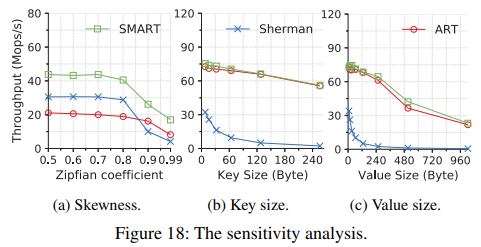 SMART
Sherman
ART
Throughput (Mops/s)
80
60
40
20
0
0.5 0.6 0.7 0.8 0.9 0.99
Zipfian coefficient
120
90
60
30
0
0 60 120 180 240
Key Size (Byte)
120
90
60
30
0
0 240 480 960
Value Size (Byte)
(a) Skewness.
(b) Key size.
(c) Value size.
Figure 18: The sensitivity analysis.